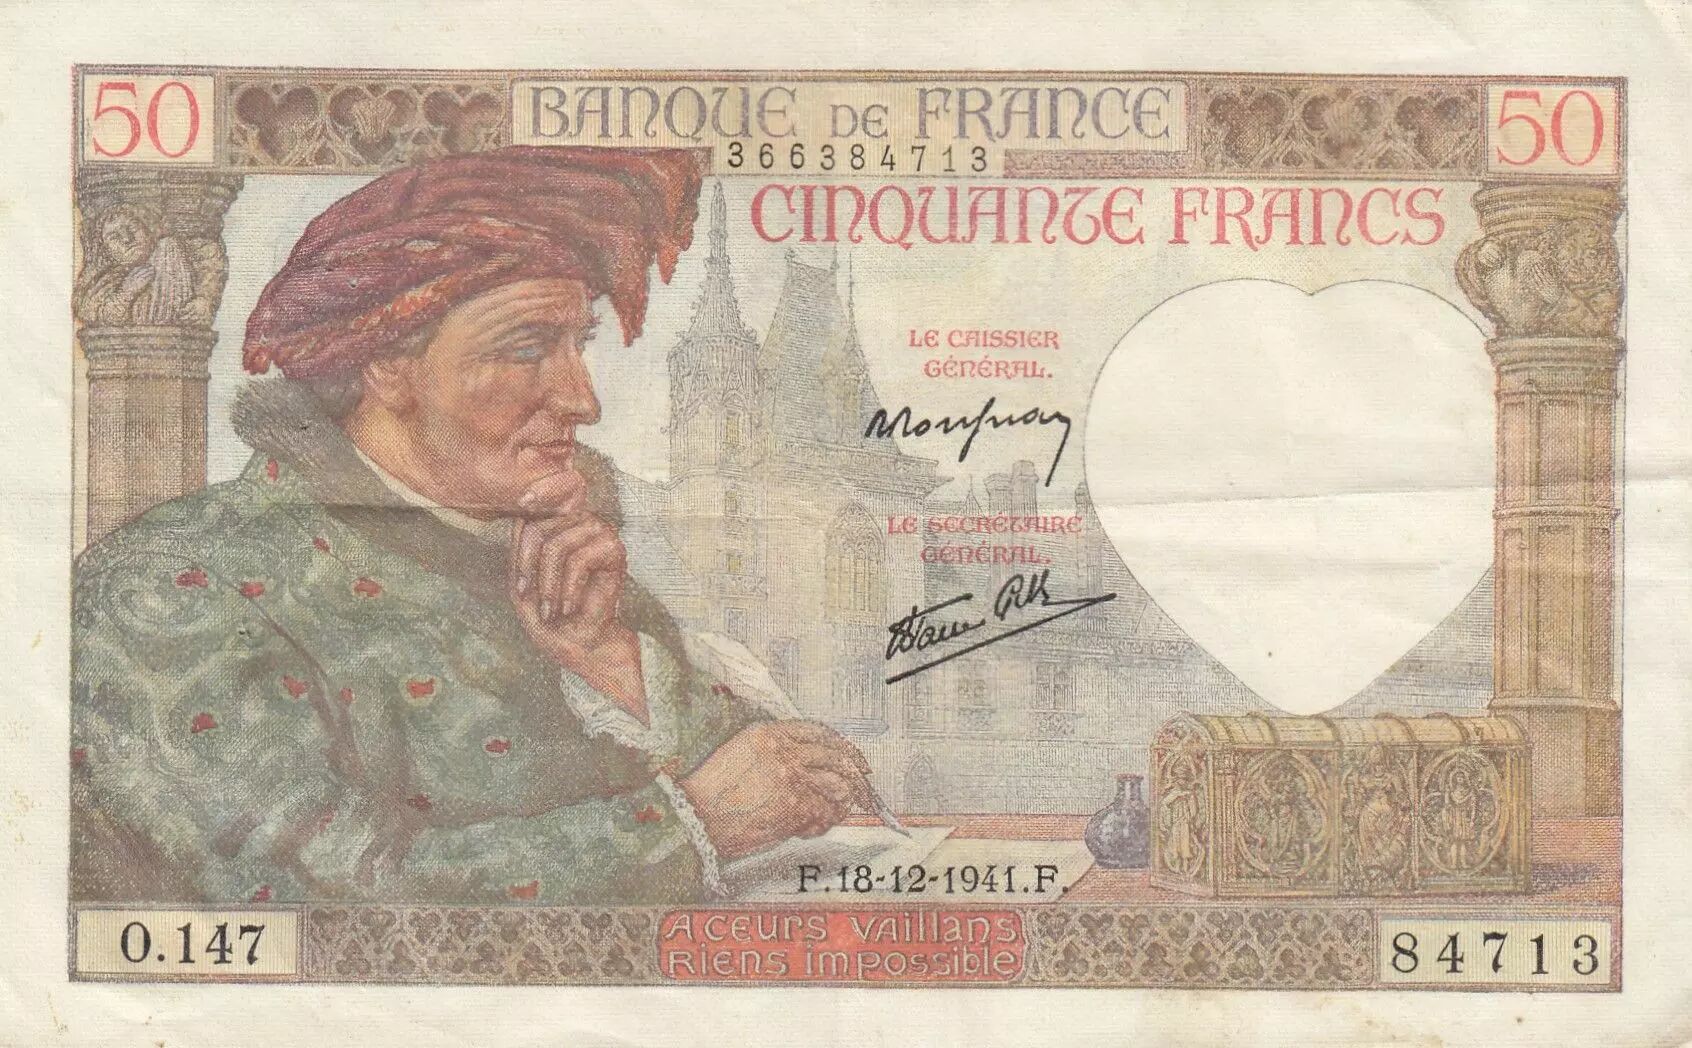 50 BANQUE DE FRANCE 50
366384713
CINQUANTE FRANCS
LE CAISSIER
GÉNÉRAL.
LE SECRÉTAIRE
GÉNÉRAL.
F.18-12-1941.F.
0.147
A CEURS VAILLANS
RIENS IMPOSSIBLE
84713